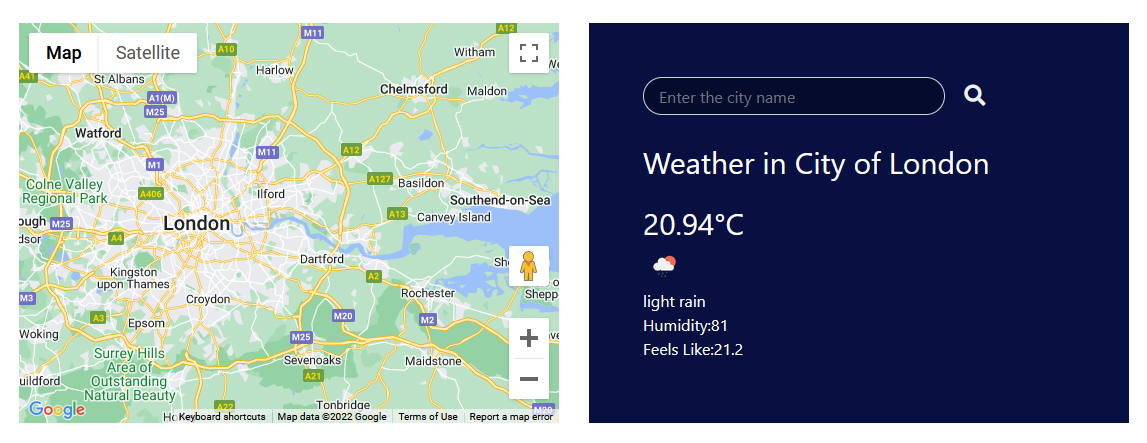 Map
Satellite
M11
A12
A10
Witham
A41
St Albans
Harlow
Chelmsford
Maldon
A1(M)
M25
Watford
M11
A12
M1
Colne Valley
Regional Park
A406
Ilford
A127
Basildon
Southend-on-Sea
M25
London
A13
Canvey Island
A4
Dartford
Kingston
upon Thames
A2
M3
Croydon
Rochester
A3
Epsom
M20
M2
Woking
M25
Surrey Hills
Area of
Outstanding
Natural Beauty
Sevenoaks
Maidstone
A21
uildford
A22
Tonbridge
Google
Keyboard shortcuts
Map data ©2022 Google
Terms of Use
Report a map error
Enter the city name
Weather in City of London
20.94°C
light rain
Humidity:81
Feels Like:21.2